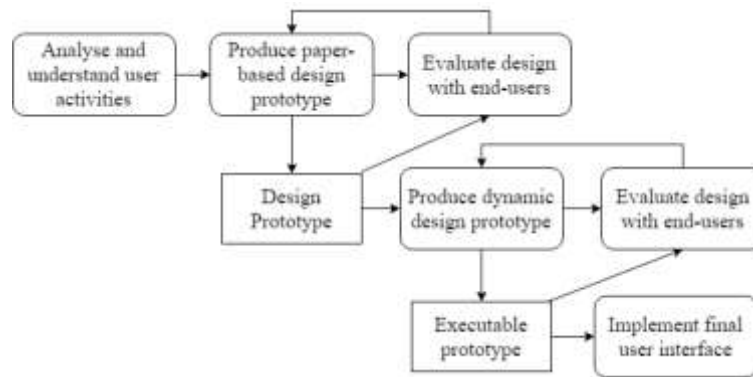 Analyse and
understand user
activities
Produce paper-
based design
prototype
Evaluate design
with end-users
Design
Prototype
Produce dynamic
design prototype
Evaluate design
with end-users
Executable
prototype
Implement final
user interface